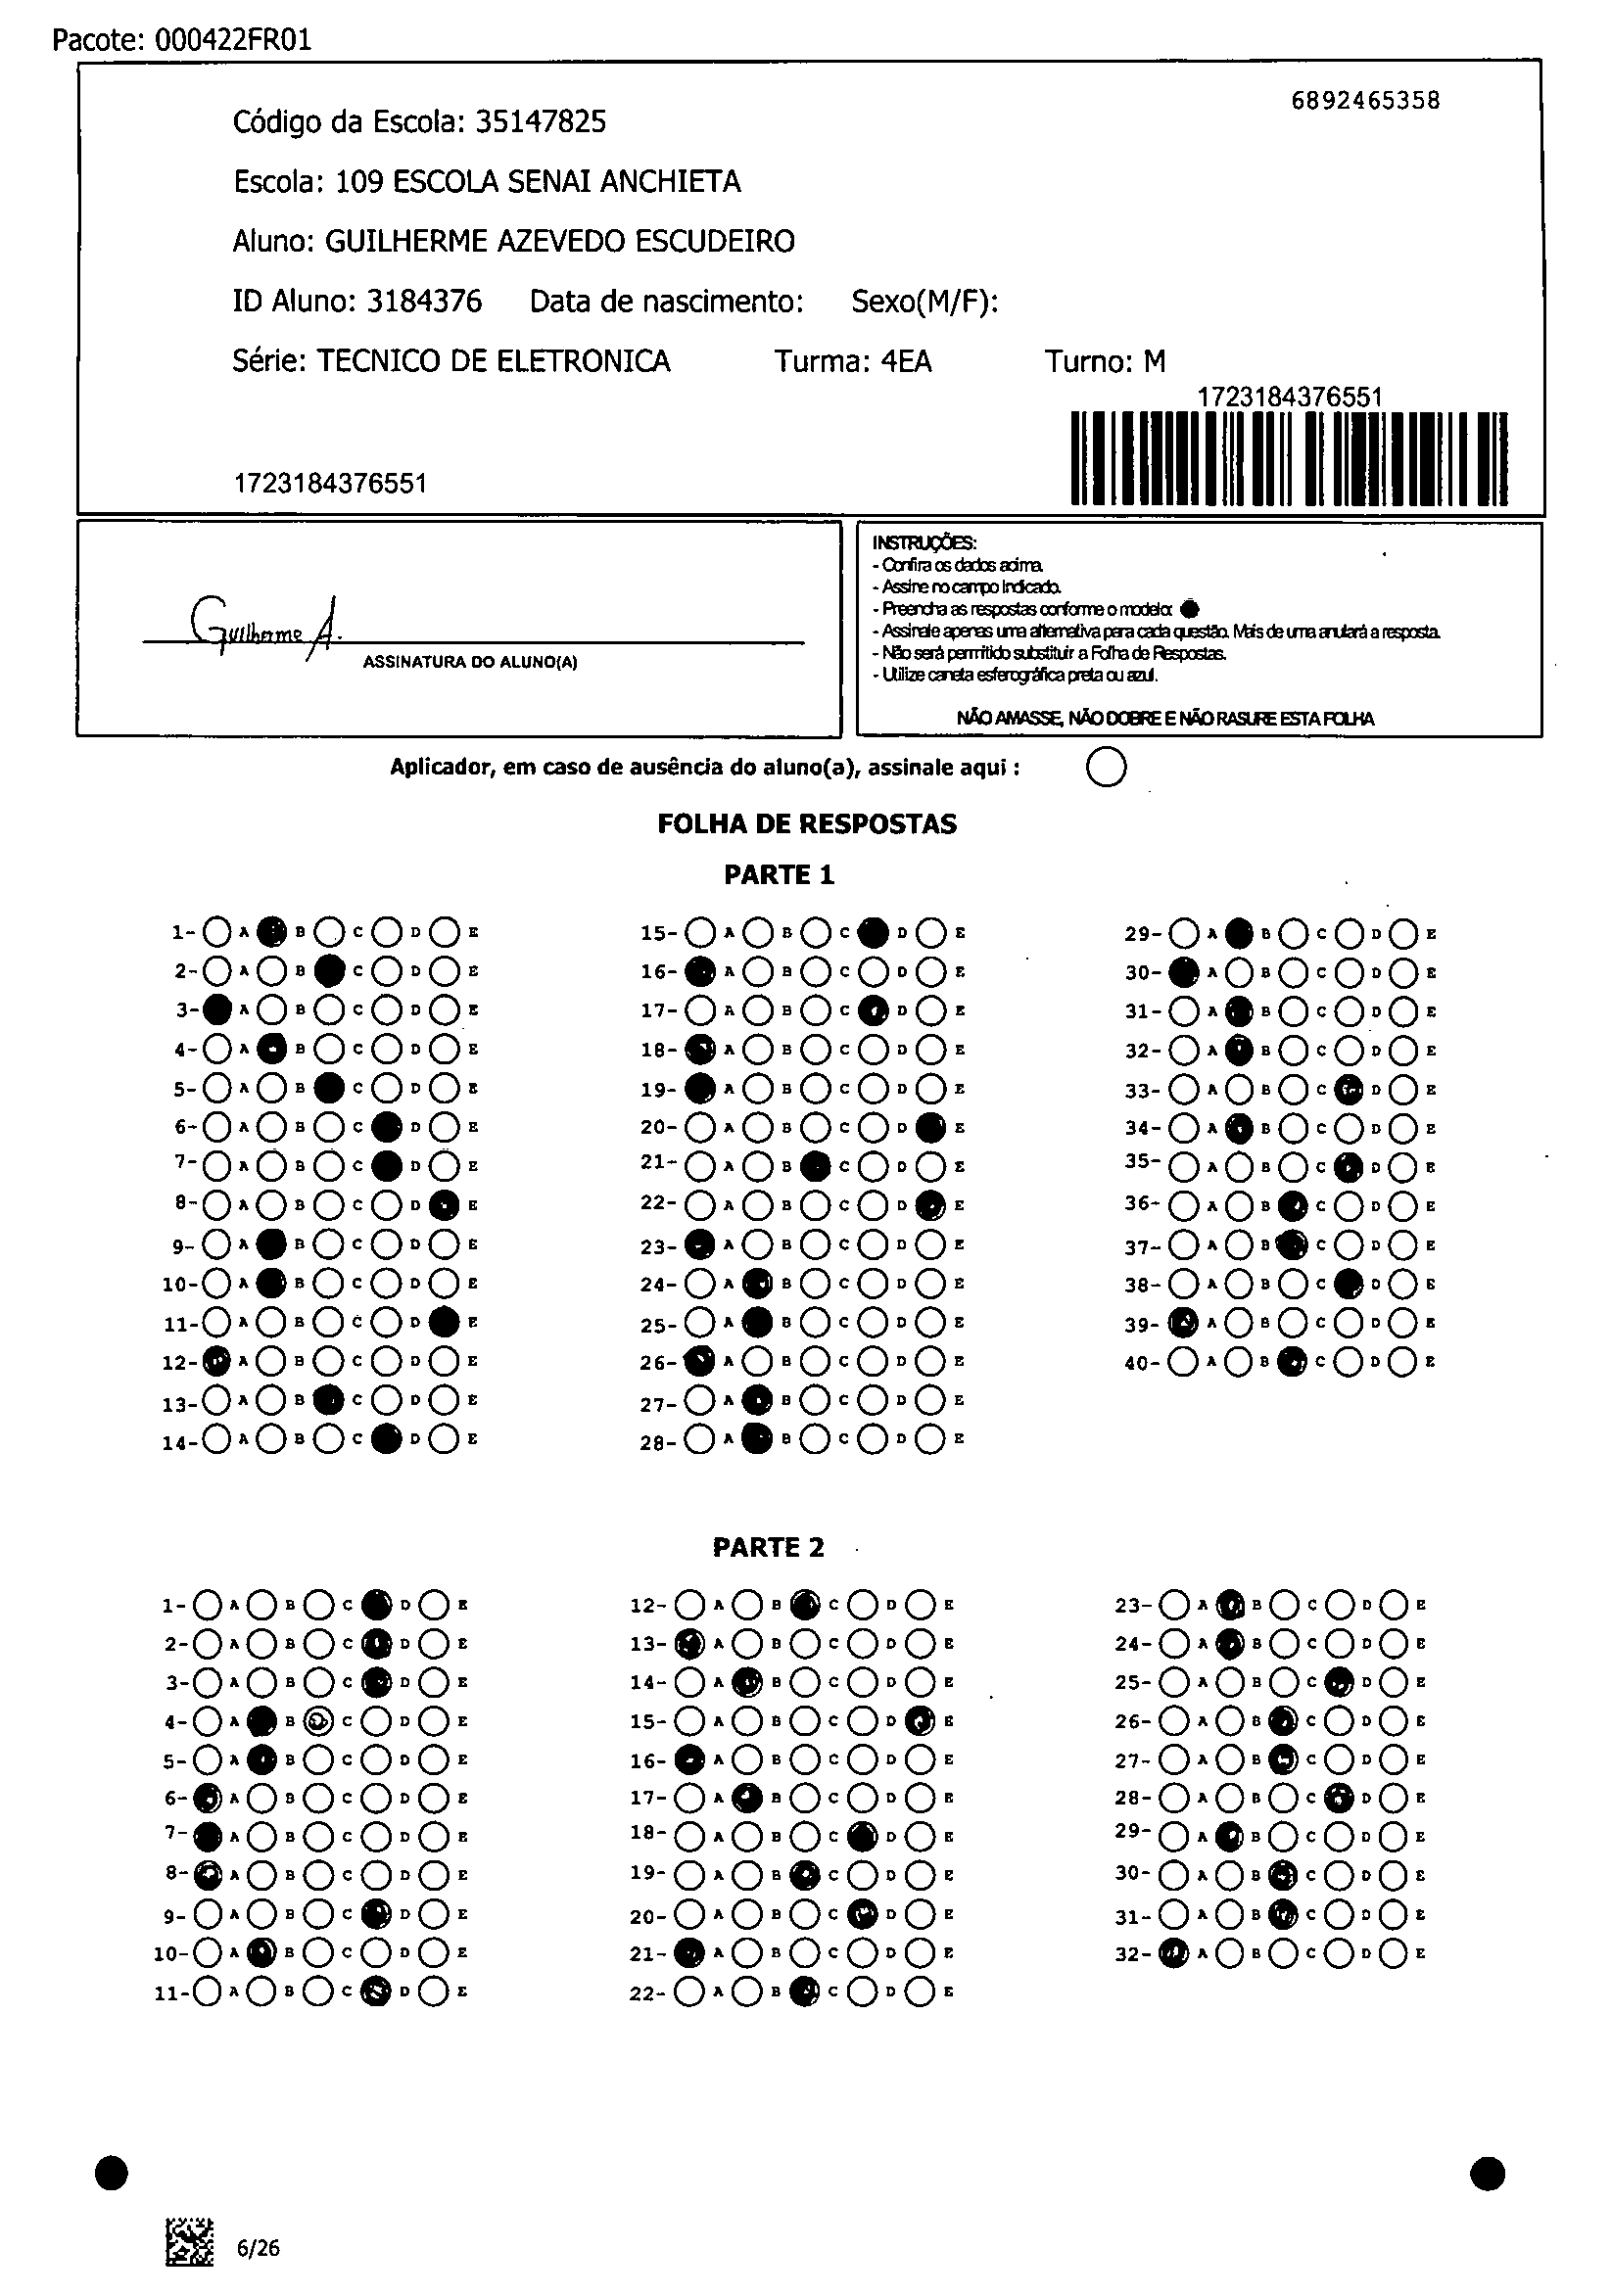 Pacote: 000422FR01
6892465358
Código da Escola: 35147825
Escola: 109 ESCOLA SENAI ANCHIETA
Aluno: GUILHERME AZEVEDO ESCUDEIRO
ID Aluno: 3184376 Data de nascimento: Sexo(M/F):
Série: TECNICO DE ELETRONICA Turma: 4EA Turno: M
1723184376551
1723184376551
Guilherme A.
ASSINATURA DO ALUNO(A)
INSTRUÇÕES:
- Confira os dados acima.
- Assine no campo indicado.
- Preencha as respostas conforme o modelo:
- Assinale apenas uma alternativa para cada questão. Mais de uma anulará a resposta.
- Não será permitido substituir a Folha de Respostas.
- Utilize caneta esferográfica preta ou azul.
NÃO AMASSE, NÃO DOBRE E NÃO RASURE ESTA FOLHA
Aplicador, em caso de ausência do aluno(a), assinale aqui :
FOLHA DE RESPOSTAS
PARTE 1
1- A B C D E 15- A B C D E 29- A B C D E
2- A B C D E 16- A B C D E 30- A B C D E
3- A B C D E 17- A B C D E 31- A B C D E
4- A B C D E 18- A B C D E 32- A B C D E
5- A B C D E 19- A B C D E 33- A B C D E
6- A B C D E 20- A B C D E 34- A B C D E
7- A B C D E 21- A B C D E 35- A B C D E
8- A B C D E 22- A B C D E 36- A B C D E
9- A B C D E 23- A B C D E 37- A B C D E
10- A B C D E 24- A B C D E 38- A B C D E
11- A B C D E 25- A B C D E 39- A B C D E
12- A B C D E 26- A B C D E 40- A B C D E
13- A B C D E 27- A B C D E
14- A B C D E 28- A B C D E
PARTE 2
1- A B C D E 12- A B C D E 23- A B C D E
2- A B C D E 13- A B C D E 24- A B C D E
3- A B C D E 14- A B C D E 25- A B C D E
4- A B C D E 15- A B C D E 26- A B C D E
5- A B C D E 16- A B C D E 27- A B C D E
6- A B C D E 17- A B C D E 28- A B C D E
7- A B C D E 18- A B C D E 29- A B C D E
8- A B C D E 19- A B C D E 30- A B C D E
9- A B C D E 20- A B C D E 31- A B C D E
10- A B C D E 21- A B C D E 32- A B C D E
11- A B C D E 22- A B C D E
6/26